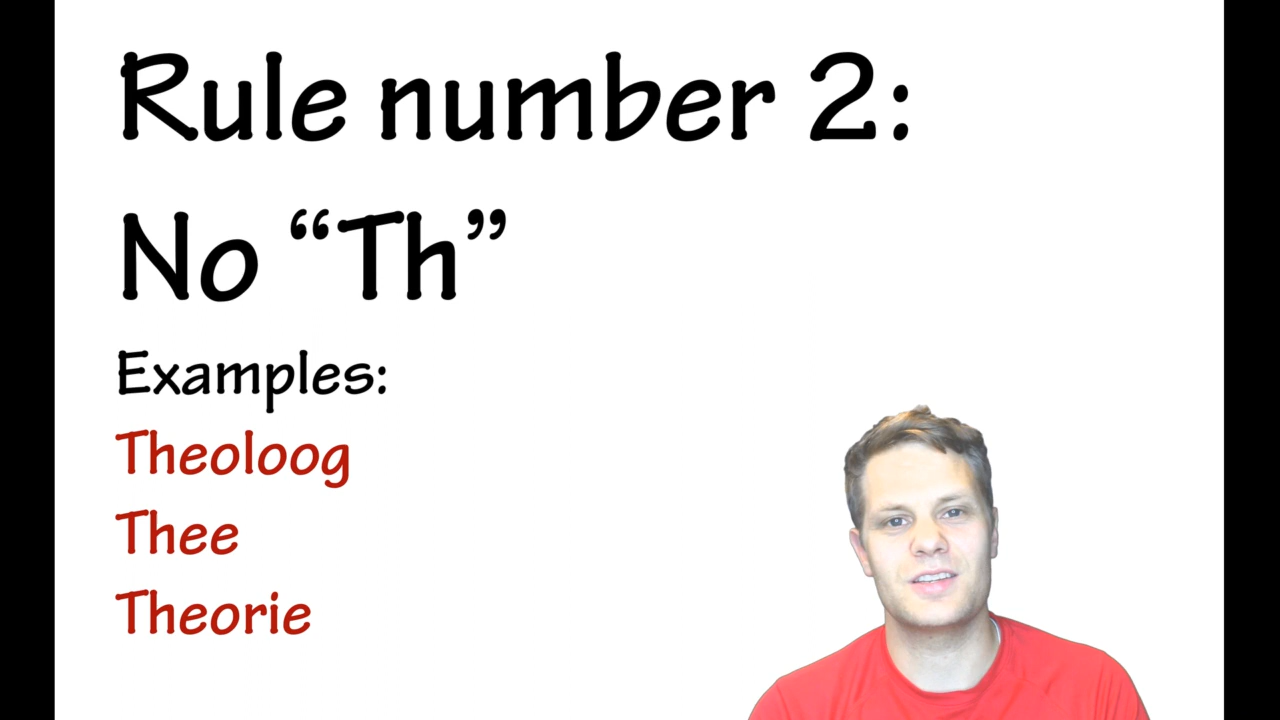 Rule number 2:
No “Th”
Examples:
Theoloog
Thee
Theorie